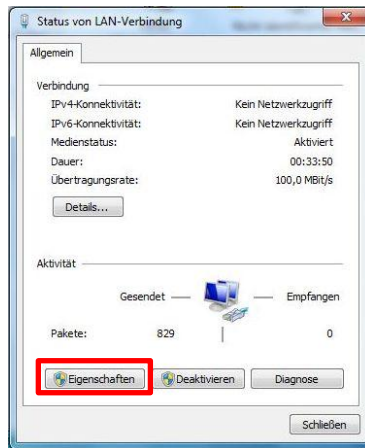 Status von LAN-Verbindung
Allgemein
Verbindung
IPv4-Konnektivität: Kein Netzwerkzugriff
IPv6-Konnektivität: Kein Netzwerkzugriff
Medienstatus: Aktiviert
Dauer: 00:33:50
Übertragungsrate: 100,0 MBit/s
Details...
Aktivität
Gesendet — Empfangen
Pakete: 829 | 0
Eigenschaften Deaktivieren Diagnose
Schließen